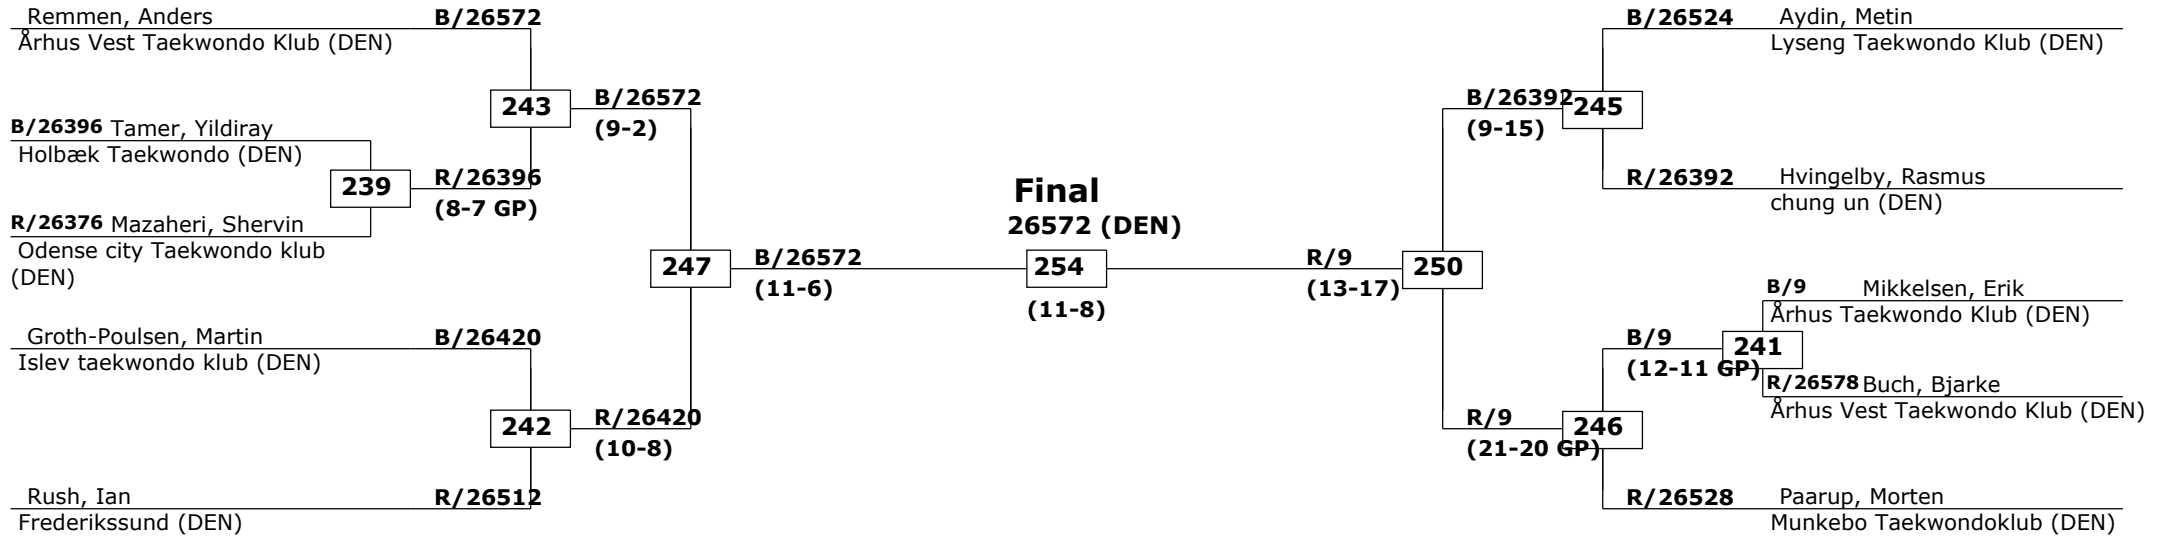 Remmen, Anders B/26572
Århus Vest Taekwondo Klub (DEN)
243
B/26572
(9-2)
B/26396 Tamer, Yildiray
Holbæk Taekwondo (DEN)
239
R/26396
(8-7 GP)
R/26376 Mazaheri, Shervin
Odense city Taekwondo klub
(DEN)
247
B/26572
(11-6)
Groth-Poulsen, Martin B/26420
Islev taekwondo klub (DEN)
242
R/26420
(10-8)
Rush, Ian R/26512
Frederikssund (DEN)
Final
26572 (DEN)
254
(11-8)
B/26524 Aydin, Metin
Lyseng Taekwondo Klub (DEN)
B/26392
(9-15)
245
R/26392 Hvingelby, Rasmus
chung un (DEN)
R/9
(13-17)
250
B/9 Mikkelsen, Erik
Århus Taekwondo Klub (DEN)
B/9
(12-11 GP)
241
R/26578 Buch, Bjarke
Århus Vest Taekwondo Klub (DEN)
R/9
(21-20 GP)
246
R/26528 Paarup, Morten
Munkebo Taekwondoklub (DEN)